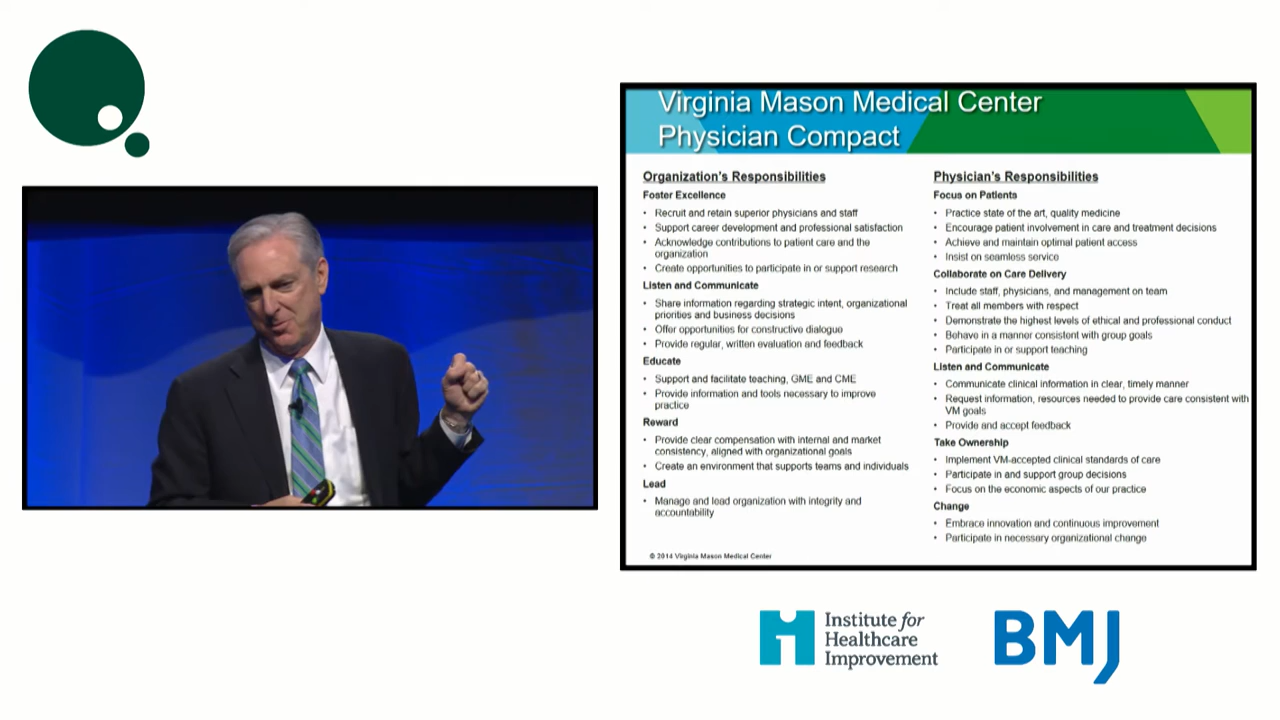 Virginia Mason Medical Center
Physician Compact
Organization's Responsibilities
Foster Excellence
• Recruit and retain superior physicians and staff
• Support career development and professional satisfaction
• Acknowledge contributions to patient care and the
organization
• Create opportunities to participate in or support research
Listen and Communicate
• Share information regarding strategic intent, organizational
priorities and business decisions
• Offer opportunities for constructive dialogue
• Provide regular, written evaluation and feedback
Educate
• Support and facilitate teaching, GME and CME
• Provide information and tools necessary to improve
practice
Reward
• Provide clear compensation with internal and market
consistency, aligned with organizational goals
• Create an environment that supports teams and individuals
Lead
• Manage and lead organization with integrity and
accountability
© 2014 Virginia Mason Medical Center
Physician's Responsibilities
Focus on Patients
• Practice state of the art, quality medicine
• Encourage patient involvement in care and treatment decisions
• Achieve and maintain optimal patient access
• Insist on seamless service
Collaborate on Care Delivery
• Include staff, physicians, and management on team
• Treat all members with respect
• Demonstrate the highest levels of ethical and professional conduct
• Behave in a manner consistent with group goals
• Participate in or support teaching
Listen and Communicate
• Communicate clinical information in clear, timely manner
• Request information, resources needed to provide care consistent with
VM goals
• Provide and accept feedback
Take Ownership
• Implement VM-accepted clinical standards of care
• Participate in and support group decisions
• Focus on the economic aspects of our practice
Change
• Embrace innovation and continuous improvement
• Participate in necessary organizational change
Institute for
Healthcare
Improvement
BMJ